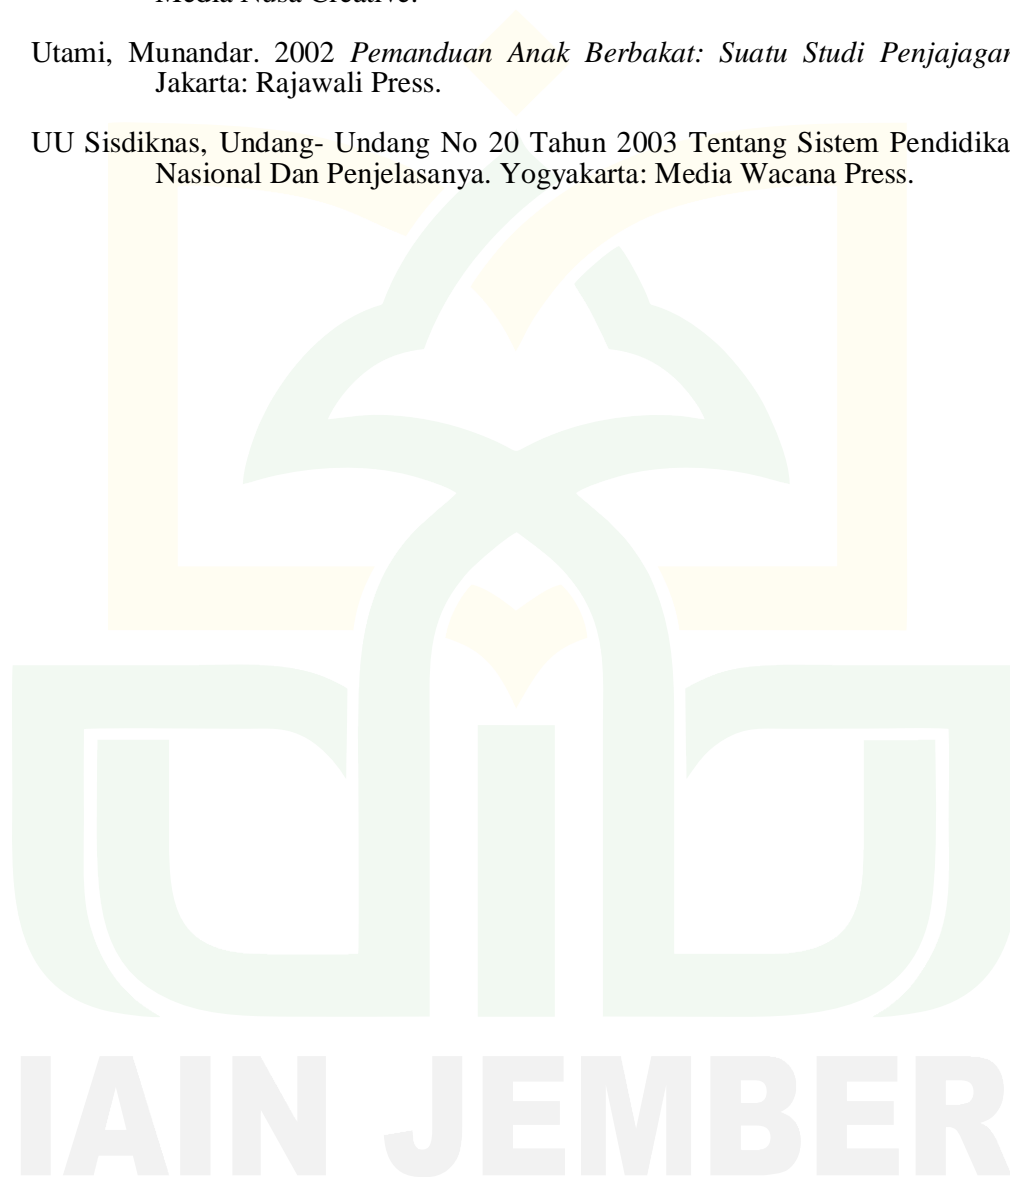 Media Nusa Creative.
Utami, Munandar. 2002 Pemanduan Anak Berbakat: Suatu Studi Penjajagan
Jakarta: Rajawali Press.
UU Sisdiknas, Undang- Undang No 20 Tahun 2003 Tentang Sistem Pendidika
Nasional Dan Penjelasanya. Yogyakarta: Media Wacana Press.
IAIN JEMBER